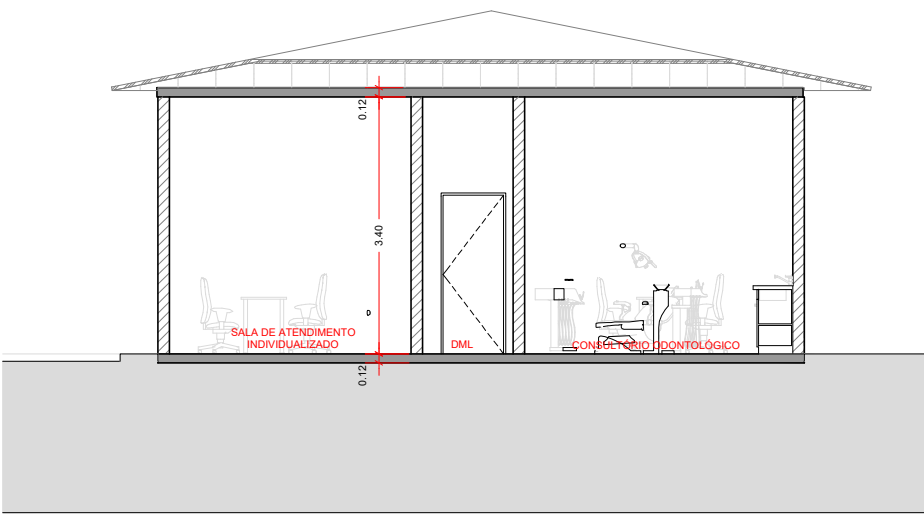 0.12
3.40
SALA DE ATENDIMENTO
INDIVIDUALIZADO
DML
CONSULTÓRIO ODONTOLÓGICO
0.12